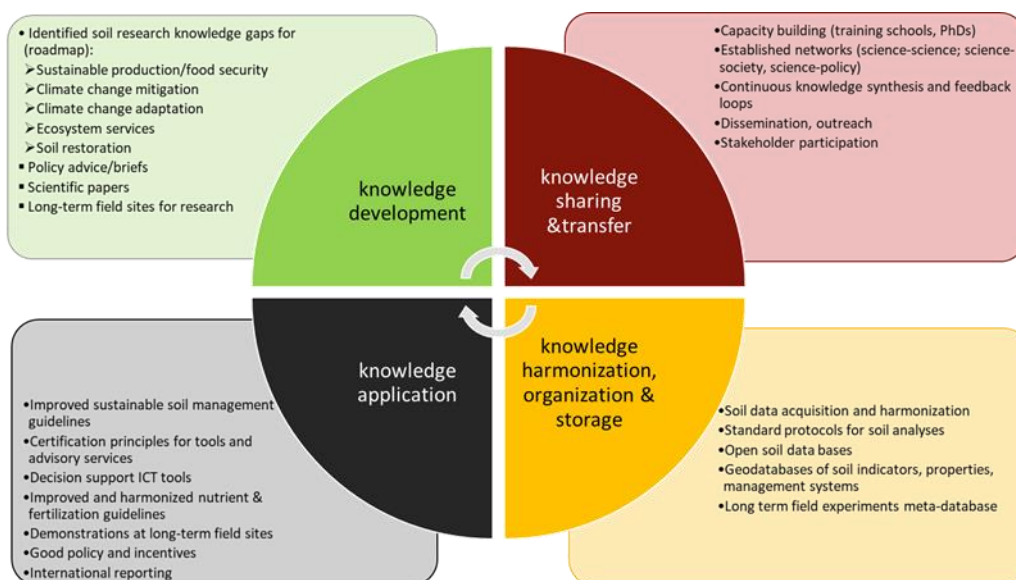 • Identified soil research knowledge gaps for
(roadmap):
➢Sustainable production/food security
➢Climate change mitigation
➢Climate change adaptation
➢Ecosystem services
➢Soil restoration
▪ Policy advice/briefs
▪ Scientific papers
▪ Long-term field sites for research
•Capacity building (training schools, PhDs)
•Established networks (science-science; science-
society, science-policy)
•Continuous knowledge synthesis and feedback
loops
•Dissemination, outreach
•Stakeholder participation
knowledge
development
knowledge
sharing
&transfer
knowledge
application
knowledge
harmonization,
organization &
storage
•Improved sustainable soil management
guidelines
•Certification principles for tools and
advisory services
•Decision support ICT tools
•Improved and harmonized nutrient &
fertilization guidelines
•Demonstrations at long-term field sites
•Good policy and incentives
•International reporting
•Soil data acquisition and harmonization
•Standard protocols for soil analyses
•Open soil data bases
•Geodatabases of soil indicators, properties,
management systems
•Long term field experiments meta-database